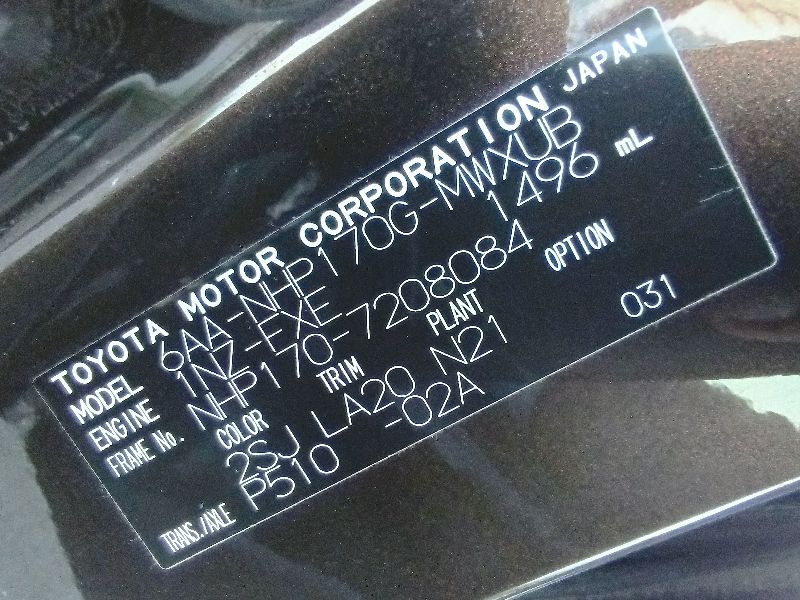 TOYOTA MOTOR CORPORATION JAPAN
MODEL 6AA-NHP170G-MWXUB
ENGINE 1NZ-EXE 1496 mL
FRAME No. NHP170-7208084
COLOR TRIM PLANT OPTION
2SJ LA20 N21 031
TRANS./AXLE P510 -02A